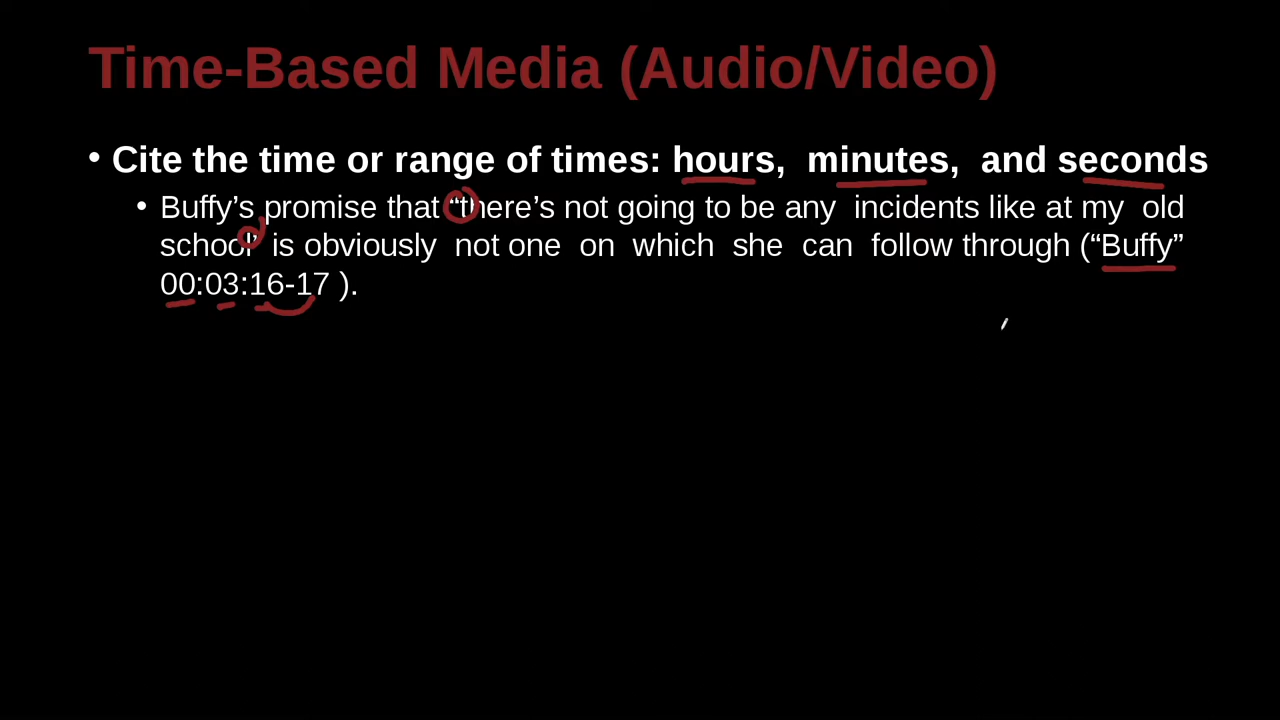 Time-Based Media (Audio/Video)
• Cite the time or range of times: hours, minutes, and seconds
• Buffy’s promise that “there’s not going to be any incidents like at my old
school” is obviously not one on which she can follow through (“Buffy”
00:03:16-17 ).